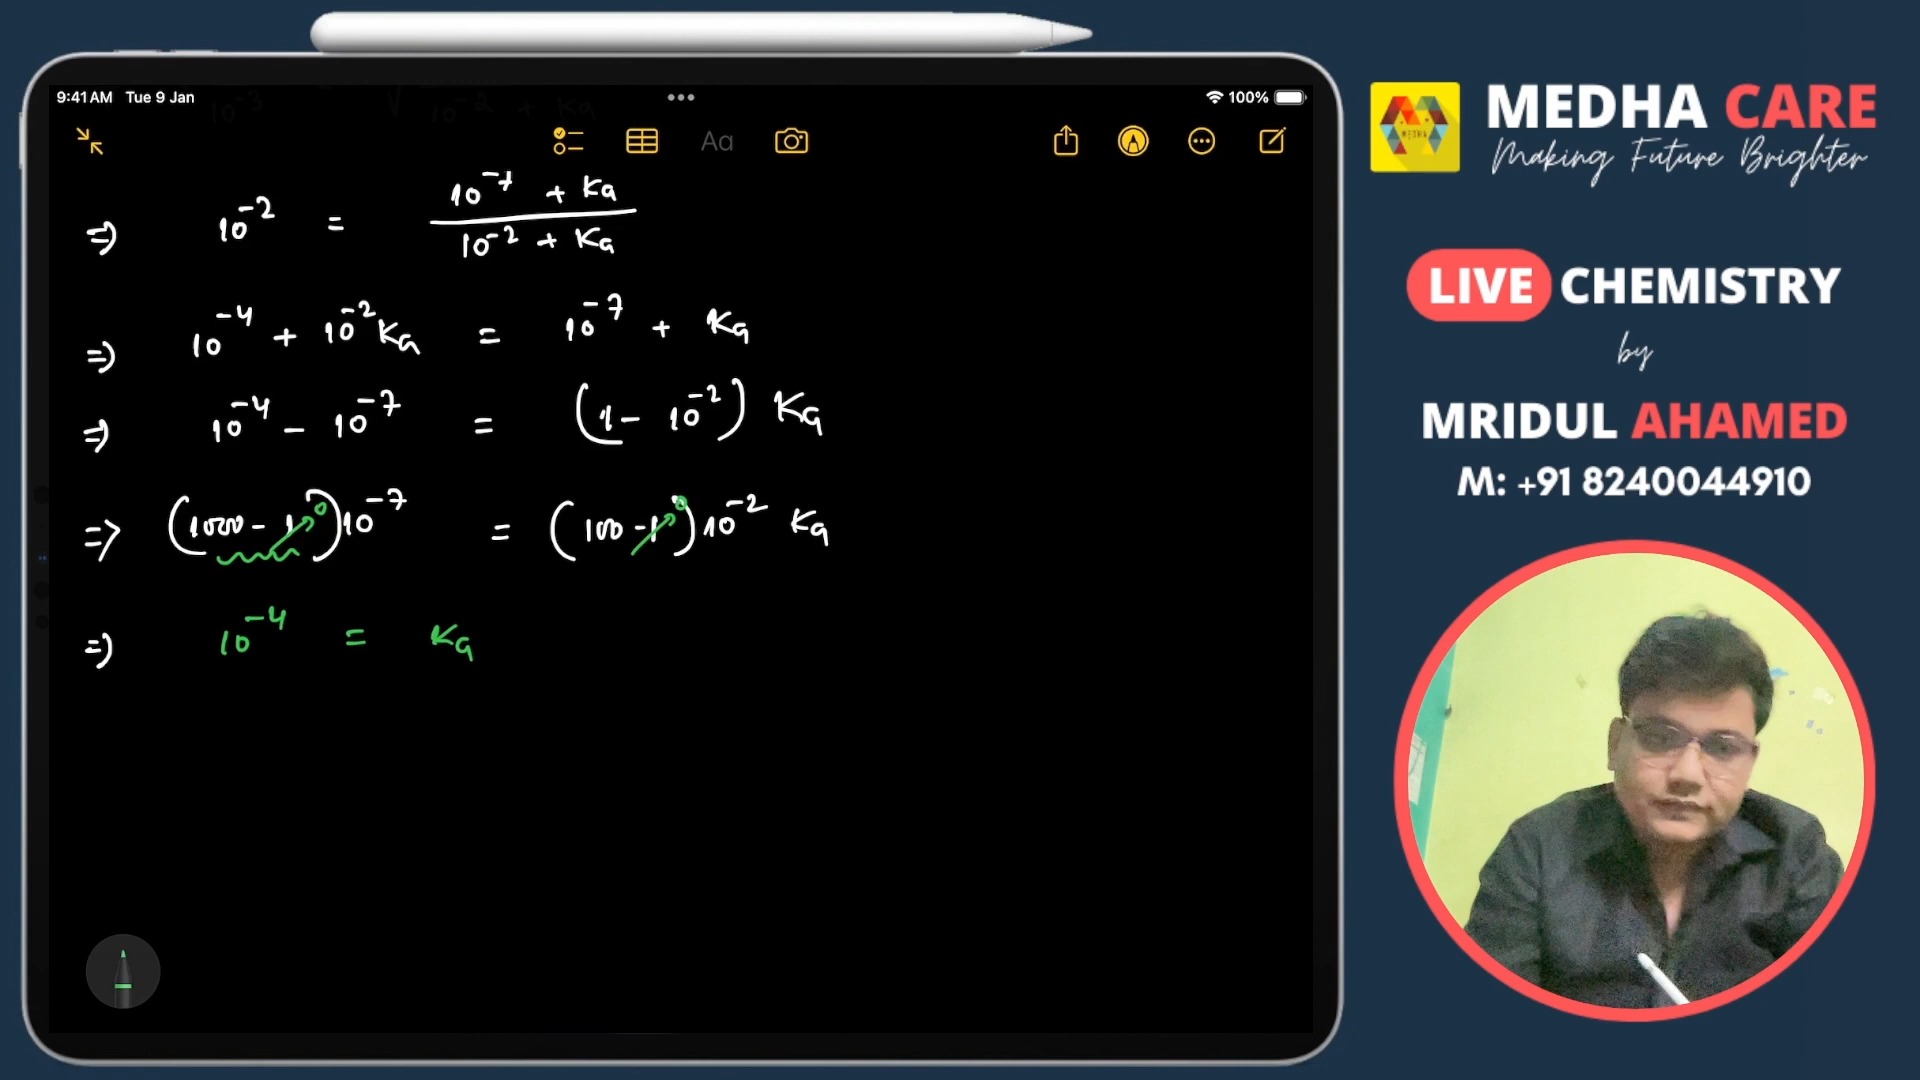 9:41 AM Tue 9 Jan
100%
Aa
⇒ 10⁻² = (10⁻⁷ + Ka) / (10⁻² + Ka)
⇒ 10⁻⁴ + 10⁻² Ka = 10⁻⁷ + Ka
⇒ 10⁻⁴ - 10⁻⁷ = (1 - 10⁻²) Ka
⇒ (1000 - 1)10⁻⁷ = (100 - 1)10⁻² Ka
⇒ 10⁻⁴ = Ka
MEDHA CARE
Making Future Brighter
LIVE CHEMISTRY
by
MRIDUL AHAMED
M: +91 8240044910